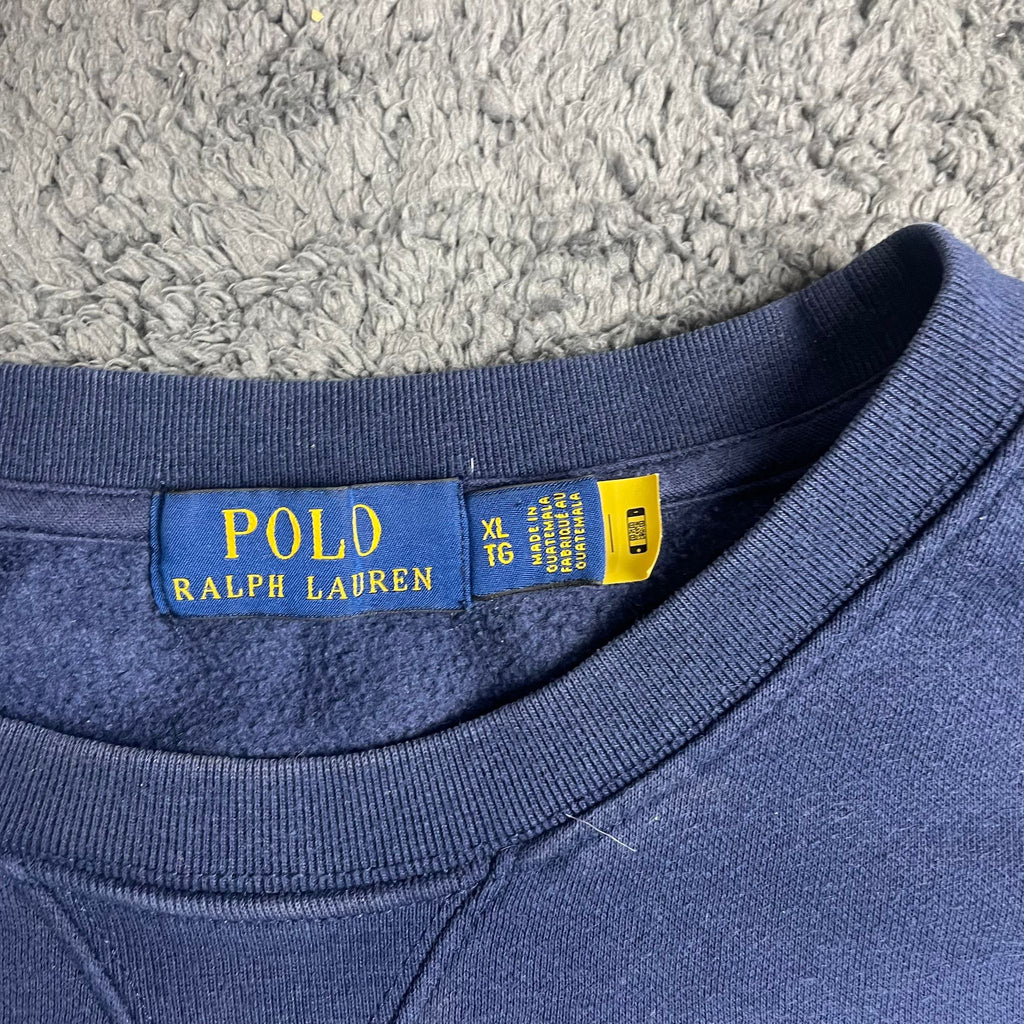 POLO
RALPH LAUREN
XL
TG
MADE IN
GUATEMALA
FABRIQUÉ AU
GUATEMALA